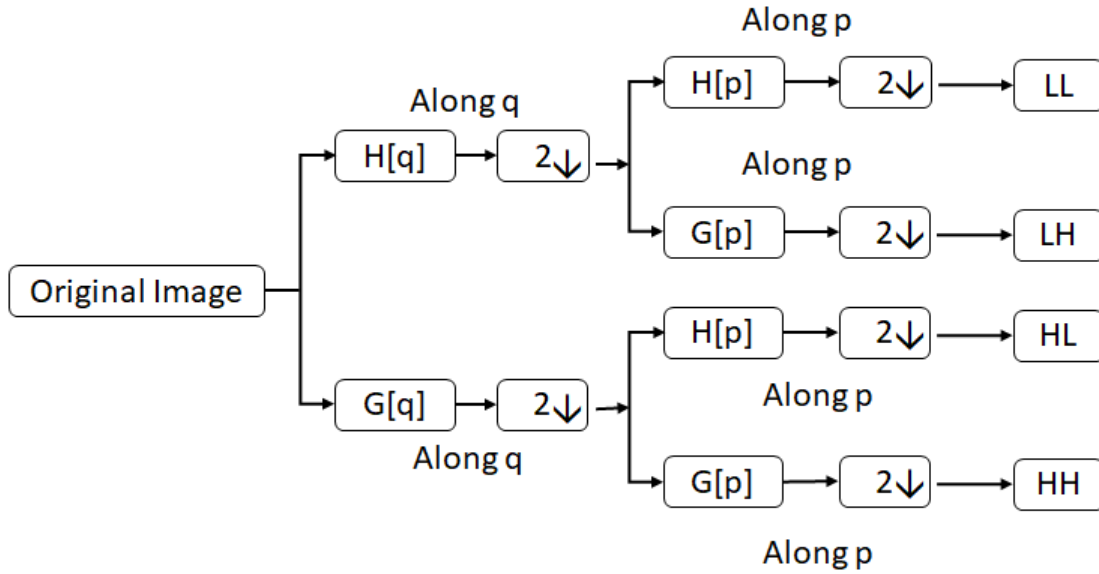 Along p
H[p] 2↓ LL
Along q
H[q] 2↓
Along p
G[p] 2↓ LH
Original Image
H[p] 2↓ HL
Along p
G[q] 2↓
Along q
G[p] 2↓ HH
Along p